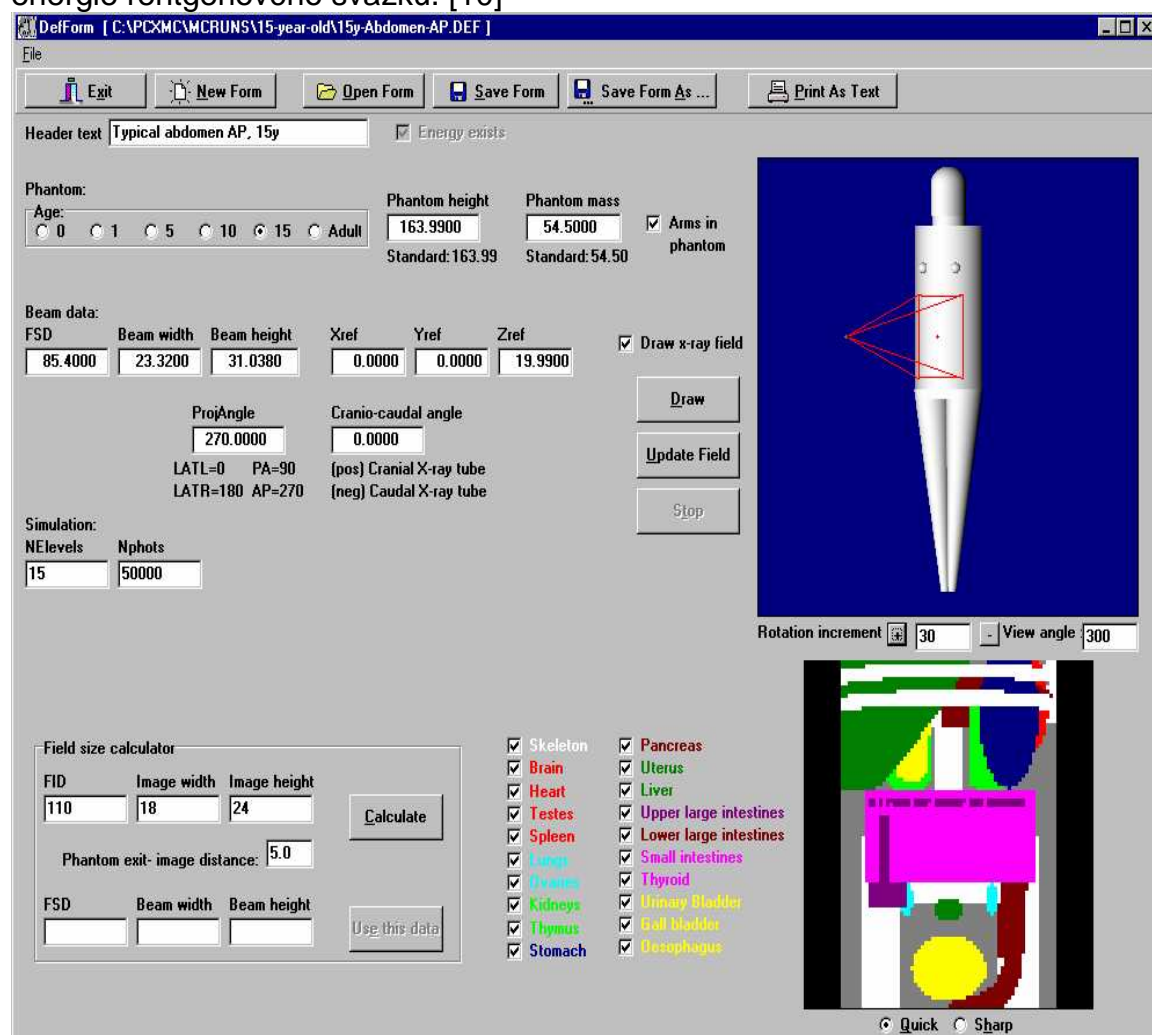 energie rentgenového svazku. [16]
DefForm [ C:\PCXMC\MCRUNS\15-year-old\15y-Abdomen-AP.DEF ]
File
Exit New Form Open Form Save Form Save Form As ... Print As Text
Header text Typical abdomen AP, 15y Energy exists
Phantom:
Age:
0 1 5 10 15 Adult
Phantom height Phantom mass
163.9900 54.5000 Arms in phantom
Standard: 163.99 Standard: 54.50
Beam data:
FSD Beam width Beam height Xref Yref Zref
85.4000 23.3200 31.0380 0.0000 0.0000 19.9900
Draw x-ray field
Draw
Update Field
Stop
ProjAngle Cranio-caudal angle
270.0000 0.0000
LATL=0 PA=90 (pos) Cranial X-ray tube
LATR=180 AP=270 (neg) Caudal X-ray tube
Simulation:
NElevels Nphots
15 50000
Rotation increment + 30 - View angle : 300
Field size calculator
FID Image width Image height
110 18 24
Calculate
Phantom exit- image distance: 5.0
FSD Beam width Beam height
Use this data
Skeleton
Brain
Heart
Testes
Spleen
Lungs
Ovaries
Kidneys
Thymus
Stomach
Pancreas
Uterus
Liver
Upper large intestines
Lower large intestines
Small intestines
Thyroid
Urinary Bladder
Gall bladder
Oesophagus
Quick Sharp